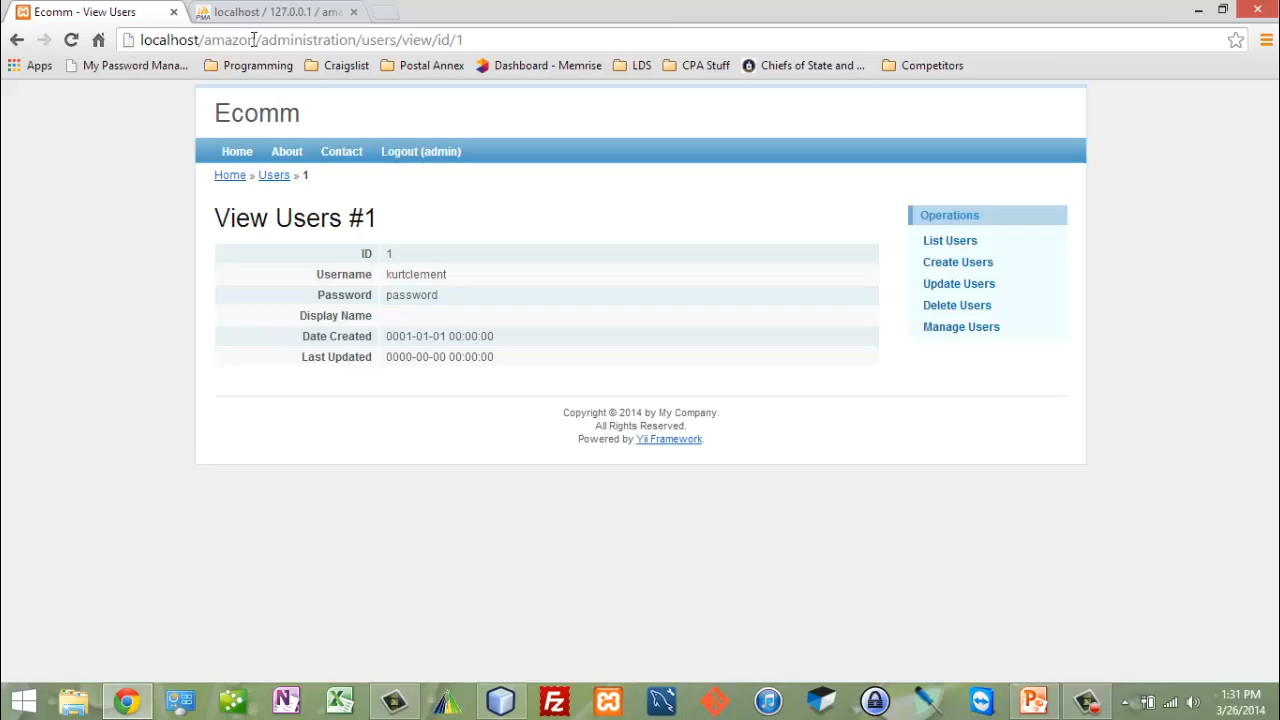 Ecomm - View Users
localhost / 127.0.0.1 / ama
localhost/amazon/administration/users/view/id/1
Apps My Password Mana... Programming Craigslist Postal Annex Dashboard - Memrise LDS CPA Stuff Chiefs of State and ... Competitors
Ecomm
Home About Contact Logout (admin)
Home » Users » 1
View Users #1
ID 1
Username kurtclement
Password password
Display Name
Date Created 0001-01-01 00:00:00
Last Updated 0000-00-00 00:00:00
Operations
List Users
Create Users
Update Users
Delete Users
Manage Users
Copyright © 2014 by My Company.
All Rights Reserved.
Powered by Yii Framework.
1:31 PM
3/26/2014